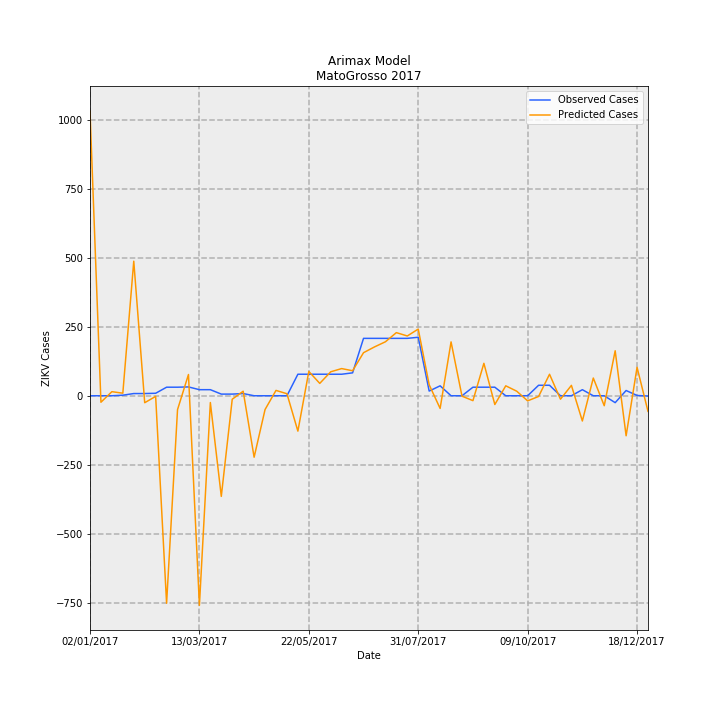 Arimax Model
MatoGrosso 2017
Observed Cases
Predicted Cases
1000
750
500
250
0
−250
−500
−750
ZIKV Cases
02/01/2017 13/03/2017 22/05/2017 31/07/2017 09/10/2017 18/12/2017
Date